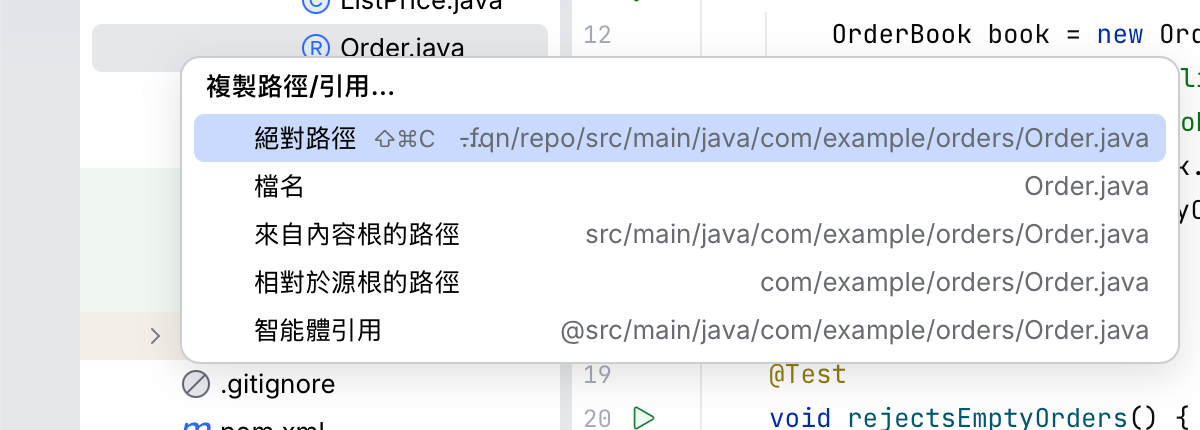 ListPrice.java
Order.java
12 OrderBook book = new Ord
複製路徑/引用...
絕對路徑 ⇧⌘C -fqn/repo/src/main/java/com/example/orders/Order.java
檔名 Order.java
來自內容根的路徑 src/main/java/com/example/orders/Order.java
相對於源根的路徑 com/example/orders/Order.java
智能體引用 @src/main/java/com/example/orders/Order.java
.gitignore
19 @Test
pom.xml
20 void rejectsEmptyOrders() {